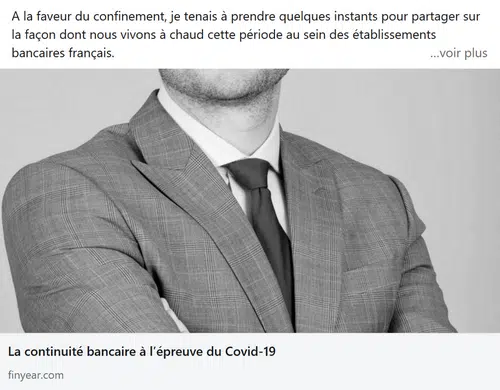 A la faveur du confinement, je tenais à prendre quelques instants pour partager sur
la façon dont nous vivons à chaud cette période au sein des établissements
bancaires français.
...voir plus
La continuité bancaire à l'épreuve du Covid-19
finyear.com